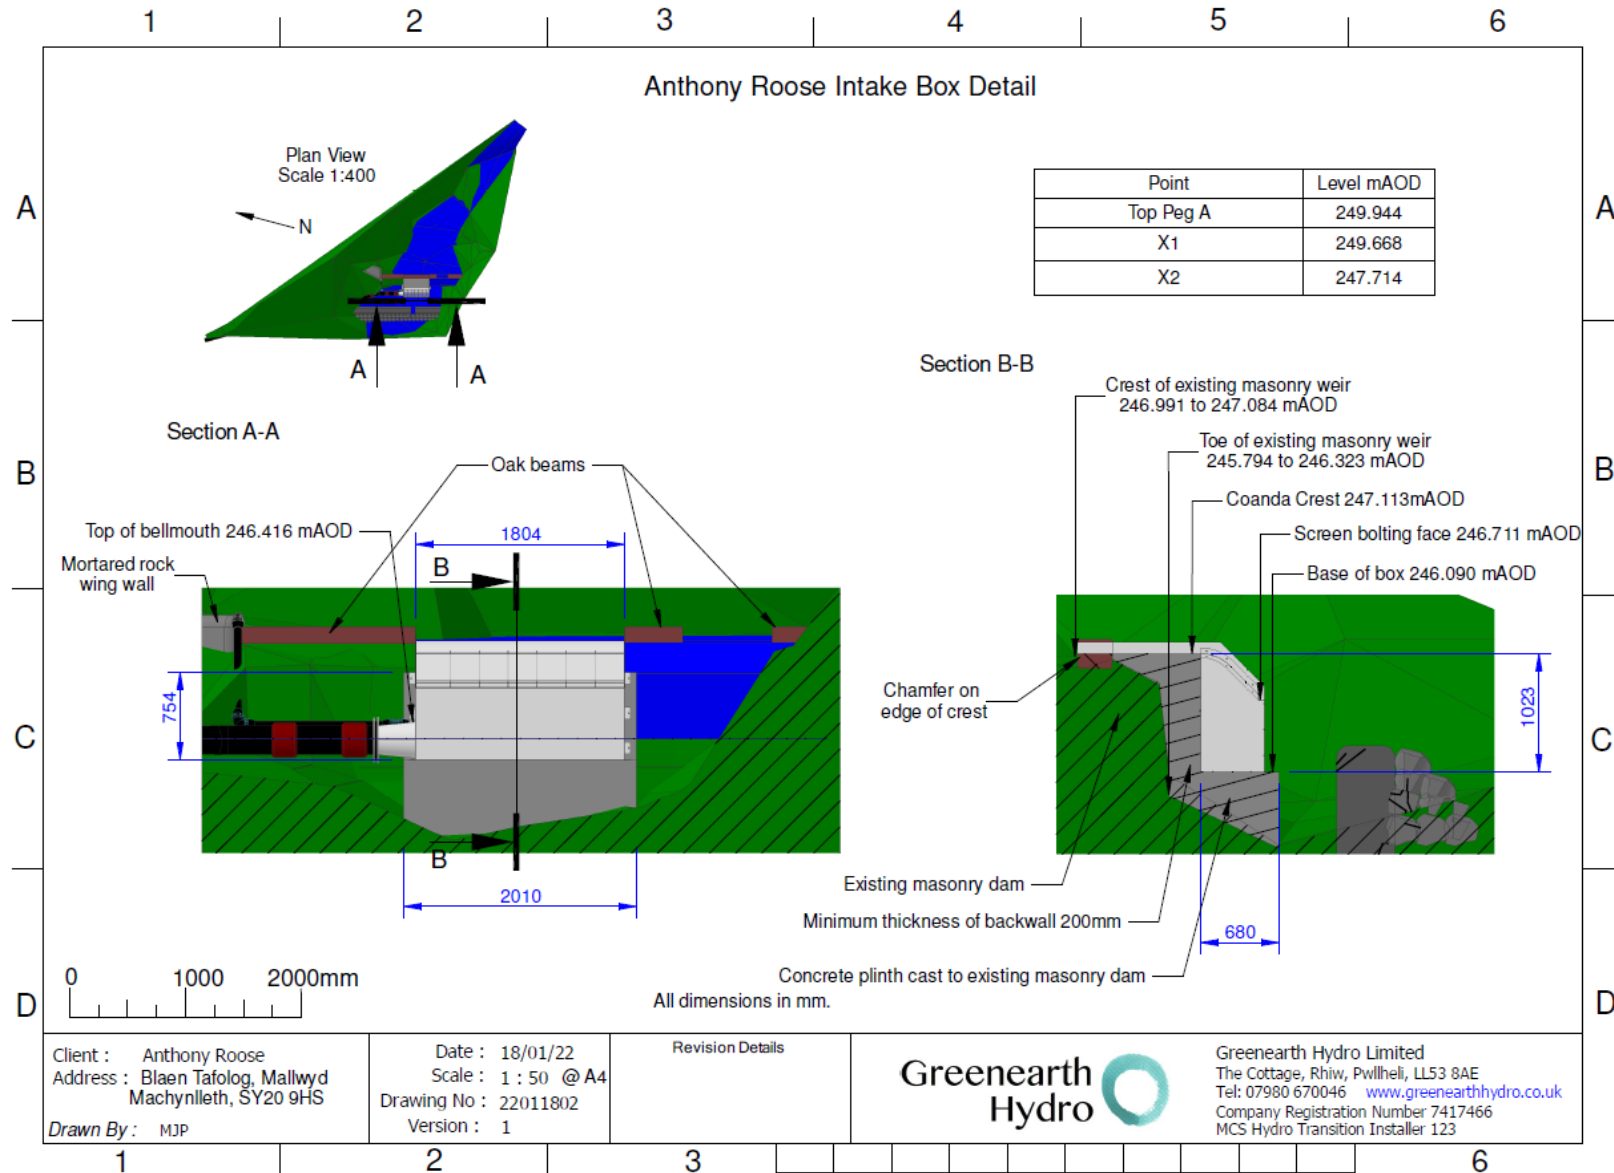 1 2 3 4 5 6
Anthony Roose Intake Box Detail
Plan View
Scale 1:400
N
A
A
Point Level mAOD
Top Peg A 249.944
X1 249.668
X2 247.714
A A
Section B-B
Crest of existing masonry weir
246.991 to 247.084 mAOD
Toe of existing masonry weir
245.794 to 246.323 mAOD
Coanda Crest 247.113mAOD
Screen bolting face 246.711 mAOD
Base of box 246.090 mAOD
Section A-A
B
B
Oak beams
Top of bellmouth 246.416 mAOD
Mortared rock
wing wall
1804
B
754
B
2010
Chamfer on
edge of crest
1023
C
C
Existing masonry dam
Minimum thickness of backwall 200mm
680
Concrete plinth cast to existing masonry dam
All dimensions in mm.
0 1000 2000mm
D
D
Client : Anthony Roose
Address : Blaen Tafolog, Mallwyd
Machynlleth, SY20 9HS
Drawn By : MJP
Date : 18/01/22
Scale : 1 : 50 @ A4
Drawing No : 22011802
Version : 1
Revision Details
Greenearth
Hydro
Greenearth Hydro Limited
The Cottage, Rhiw, Pwllheli, LL53 8AE
Tel: 07980 670046 www.greenearthhydro.co.uk
Company Registration Number 7417466
MCS Hydro Transition Installer 123
1 2 3 6